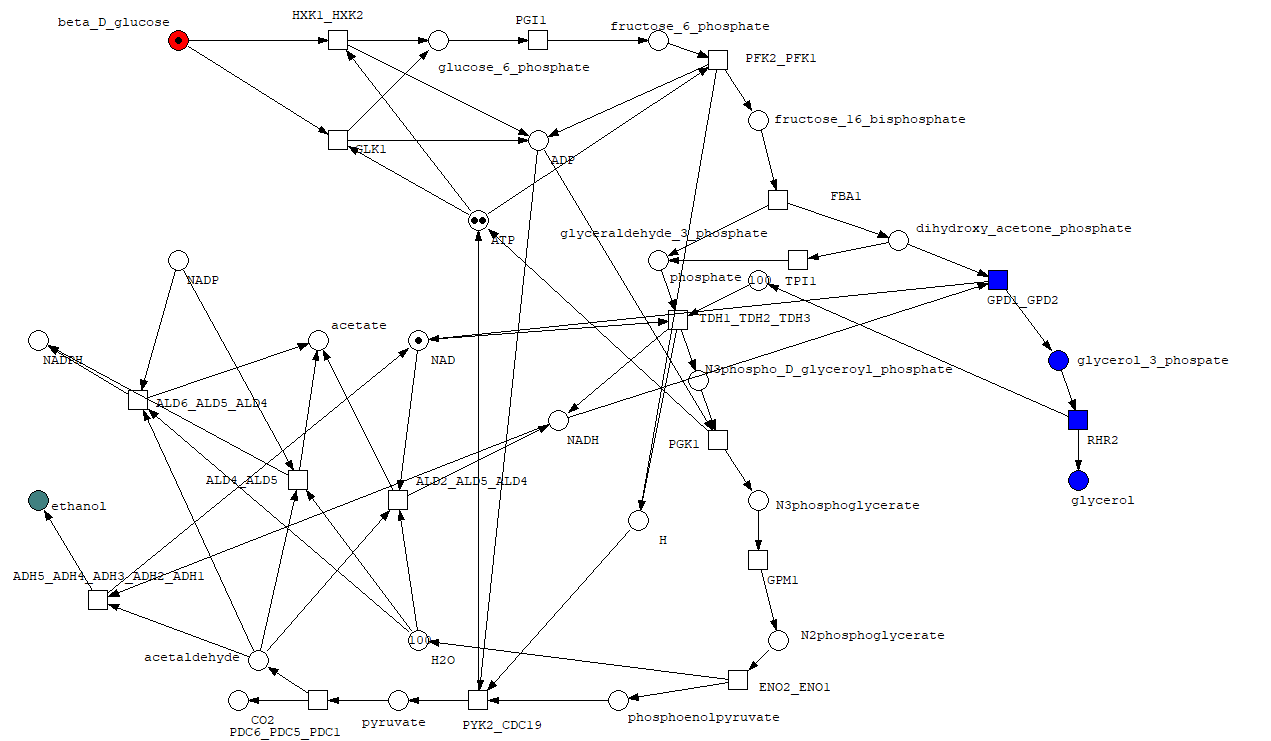 HXK1_HXK2
PGI1
beta_D_glucose
fructose_6_phosphate
PFK2_PFK1
glucose_6_phosphate
fructose_16_bisphosphate
GLK1
ADP
FBA1
dihydroxy_acetone_phosphate
glyceraldehyde_3_phosphate
ATP
NADP
phosphate
100
TPI1
GPD1_GPD2
TDH1_TDH2_TDH3
acetate
NADPH
NAD
glycerol_3_phospate
N3phospho_D_glyceroyl_phosphate
ALD6_ALD5_ALD4
NADH
PGK1
RHR2
ALD4_ALD5
ALD2_ALD5_ALD4
glycerol
ethanol
N3phosphoglycerate
H
ADH5_ADH4_ADH3_ADH2_ADH1
GPM1
100
N2phosphoglycerate
acetaldehyde
H2O
ENO2_ENO1
CO2
pyruvate
PYK2_CDC19
phosphoenolpyruvate
PDC6_PDC5_PDC1